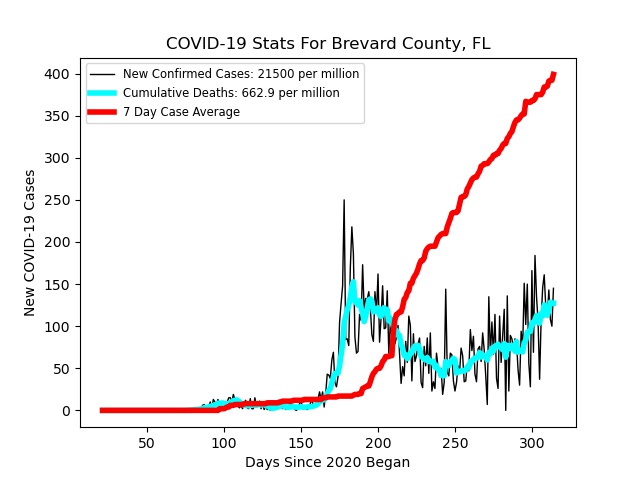 COVID-19 Stats For Brevard County, FL
New Confirmed Cases: 21500 per million
Cumulative Deaths: 662.9 per million
7 Day Case Average
New COVID-19 Cases
400
350
300
250
200
150
100
50
0
50 100 150 200 250 300
Days Since 2020 Began